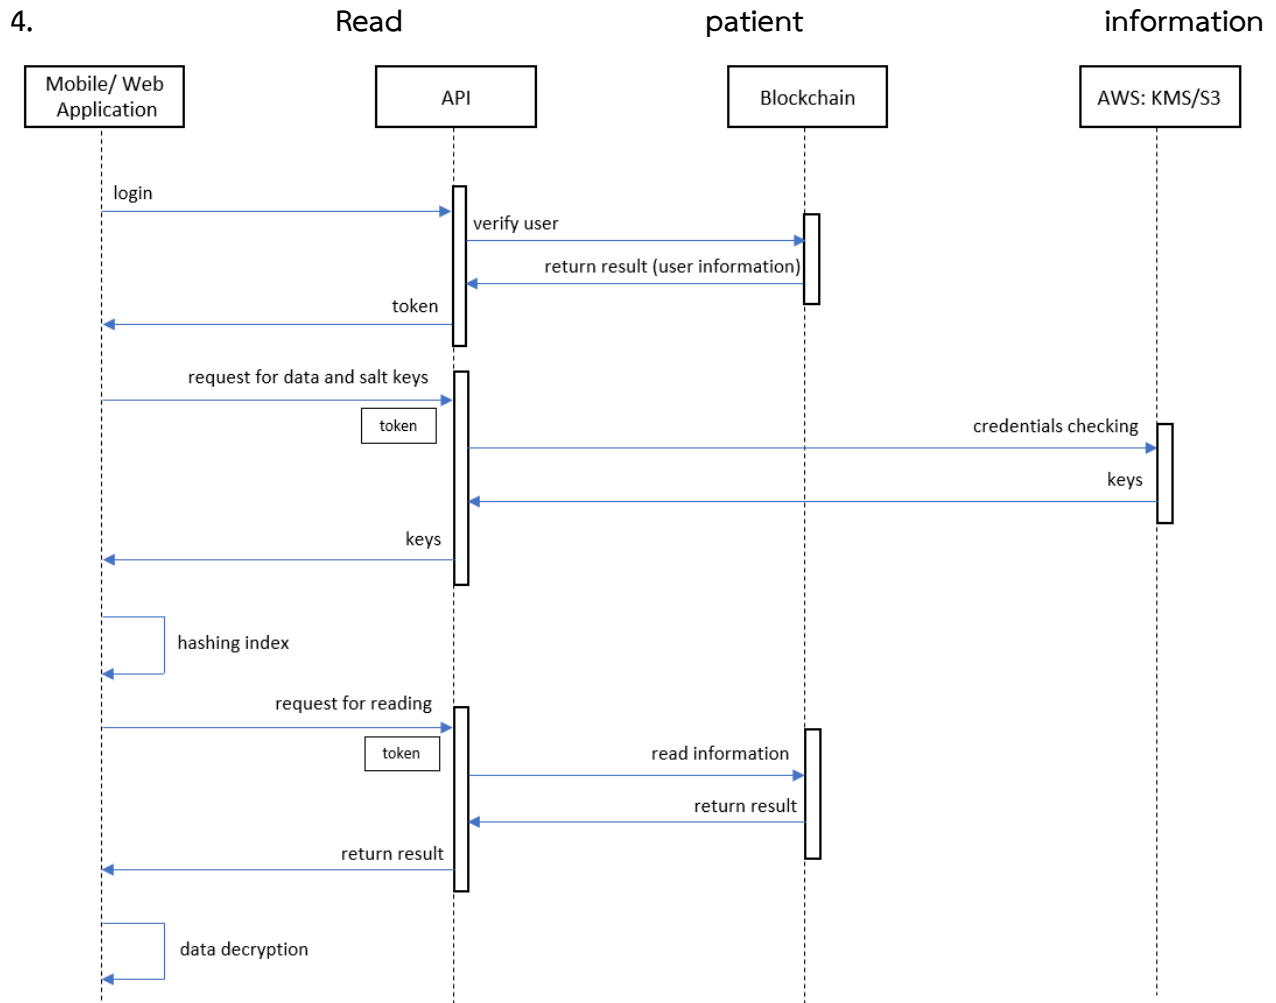 4. Read patient information
Mobile/ Web
Application
API
Blockchain
AWS: KMS/S3
login
verify user
return result (user information)
token
request for data and salt keys
token
credentials checking
keys
keys
hashing index
request for reading
token
read information
return result
return result
data decryption